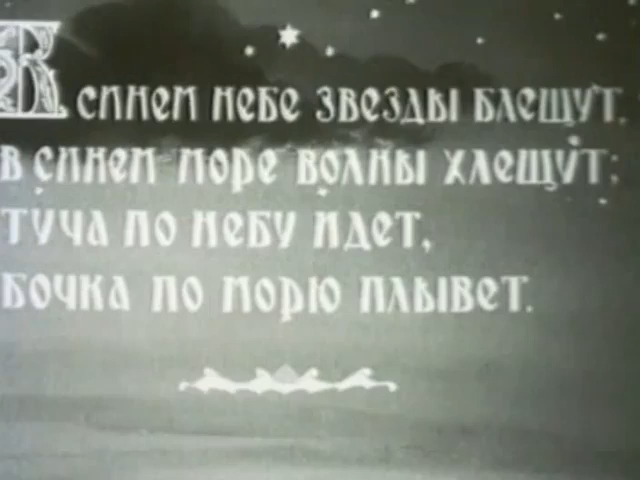 В синем небе звезды блещут,
В синем море волны хлещут;
Туча по небу идет,
Бочка по морю плывет.